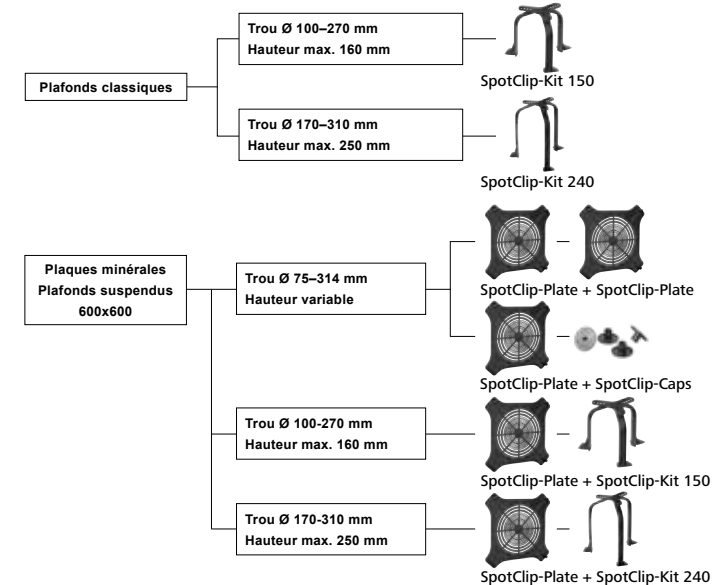 Plafonds classiques
Trou Ø 100–270 mm
Hauteur max. 160 mm
SpotClip-Kit 150
Trou Ø 170–310 mm
Hauteur max. 250 mm
SpotClip-Kit 240
Plaques minérales
Plafonds suspendus
600x600
Trou Ø 75–314 mm
Hauteur variable
SpotClip-Plate + SpotClip-Plate
SpotClip-Plate + SpotClip-Caps
Trou Ø 100-270 mm
Hauteur max. 160 mm
SpotClip-Plate + SpotClip-Kit 150
Trou Ø 170-310 mm
Hauteur max. 250 mm
SpotClip-Plate + SpotClip-Kit 240